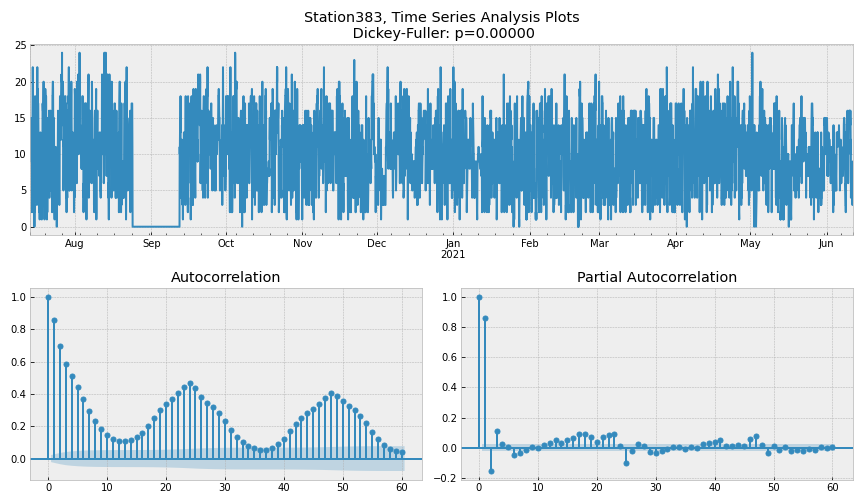 Station383, Time Series Analysis Plots
Dickey-Fuller: p=0.00000
25
20
15
10
5
0
Aug Sep Oct Nov Dec Jan Feb Mar Apr May Jun
2021
Autocorrelation
1.0
0.8
0.6
0.4
0.2
0.0
0 10 20 30 40 50 60
Partial Autocorrelation
1.0
0.8
0.6
0.4
0.2
0.0
−0.2
0 10 20 30 40 50 60